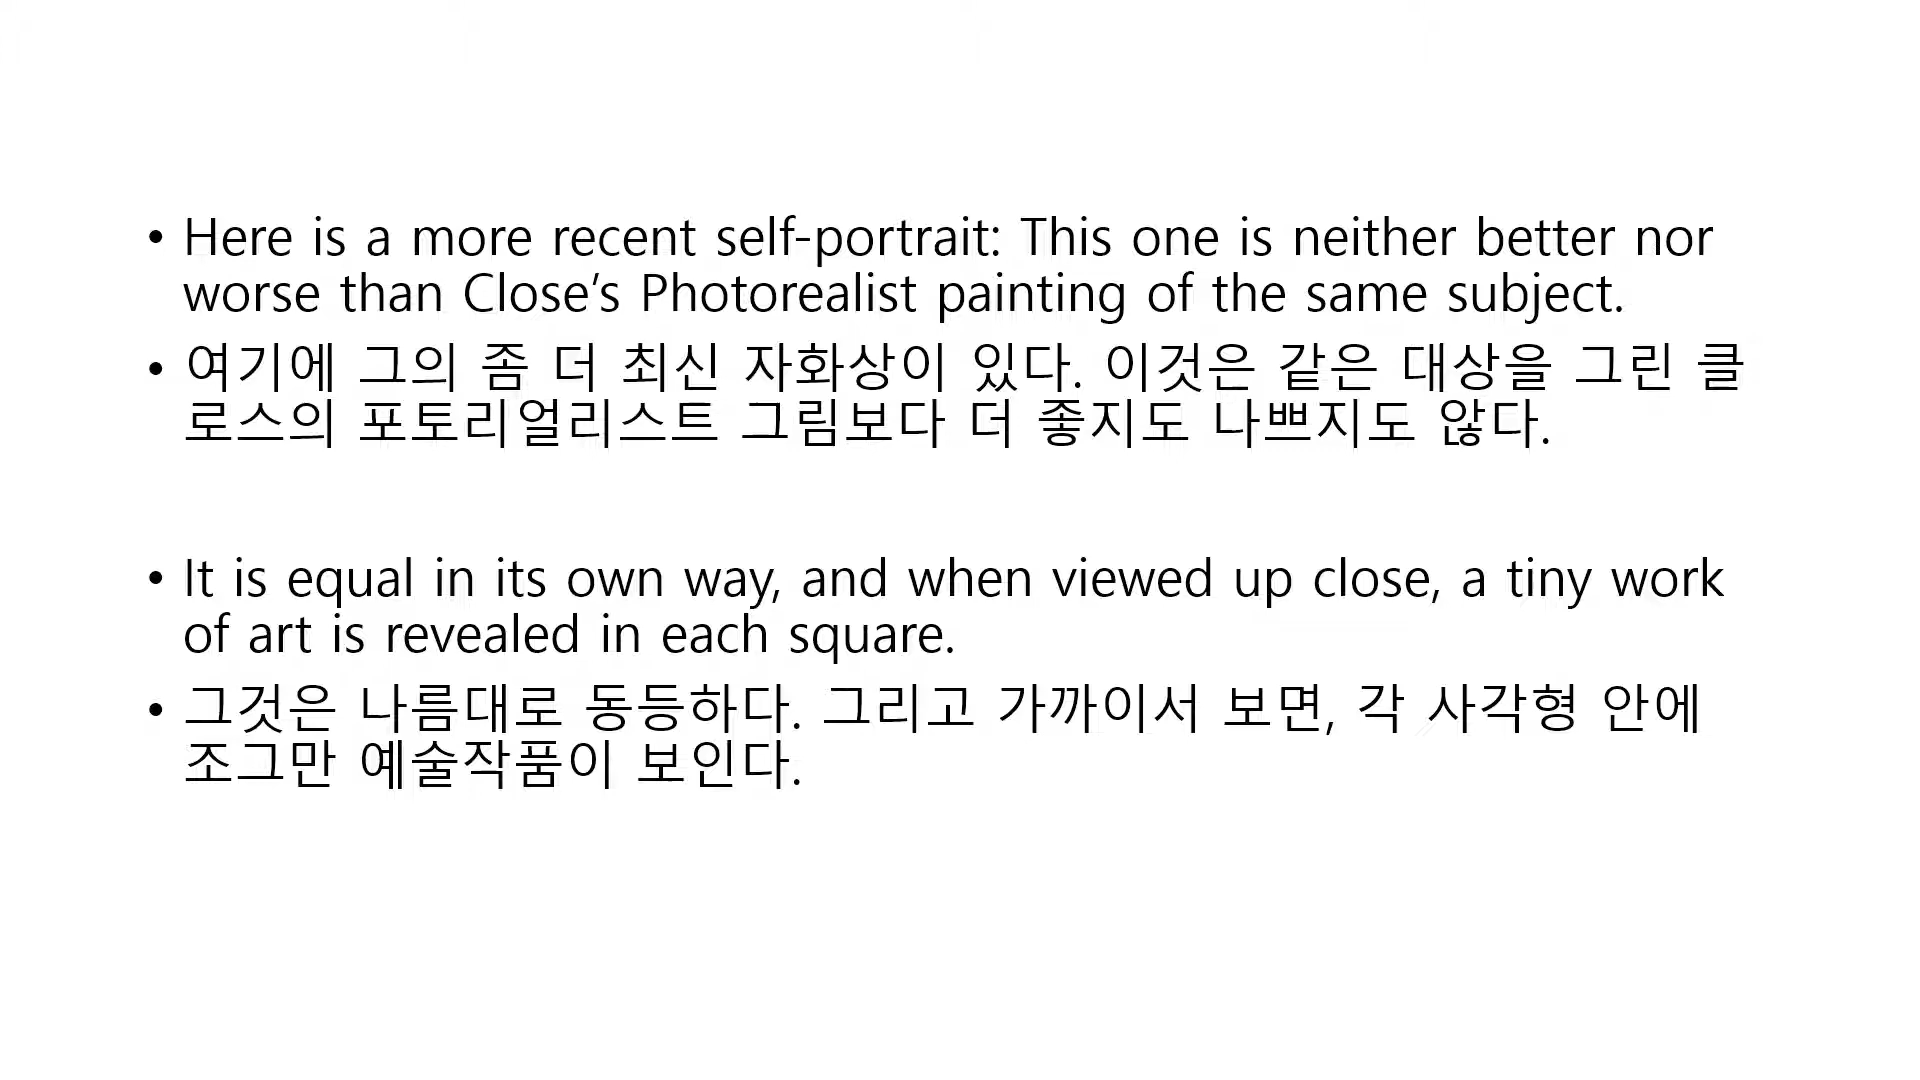 • Here is a more recent self-portrait: This one is neither better nor
worse than Close’s Photorealist painting of the same subject.
• 여기에 그의 좀 더 최신 자화상이 있다. 이것은 같은 대상을 그린 클
로스의 포토리얼리스트 그림보다 더 좋지도 나쁘지도 않다.
• It is equal in its own way, and when viewed up close, a tiny work
of art is revealed in each square.
• 그것은 나름대로 동등하다. 그리고 가까이서 보면, 각 사각형 안에
조그만 예술작품이 보인다.